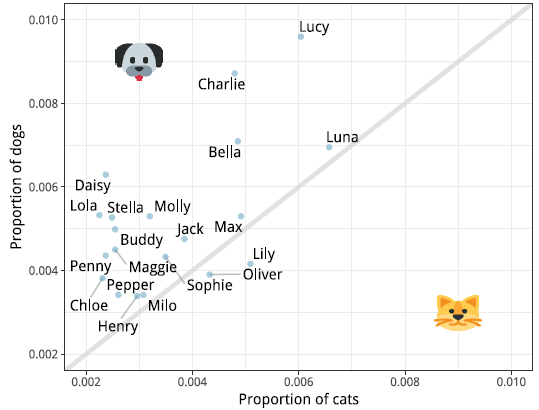 0.010
0.008
0.006
0.004
0.002
Proportion of dogs
Lucy
Charlie
Luna
Bella
Daisy
Lola Stella Molly
Jack Max
Buddy
Lily
Penny Maggie Oliver
Pepper Sophie
Chloe Milo
Henry
0.002 0.004 0.006 0.008 0.010
Proportion of cats